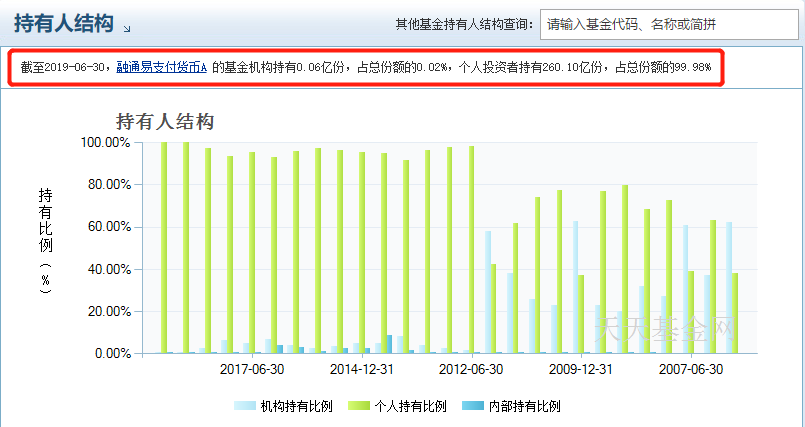 持有人结构
其他基金持有人结构查询：
请输入基金代码、名称或简拼
截至2019-06-30，融通易支付货币A 的基金机构持有0.06亿份，占总份额的0.02%，个人投资者持有260.10亿份，占总份额的99.98%
持有人结构
100.00%
80.00%
60.00%
40.00%
20.00%
0.00%
持有比例（%）
2017-06-30
2014-12-31
2012-06-30
2009-12-31
2007-06-30
天天基金网
机构持有比例
个人持有比例
内部持有比例